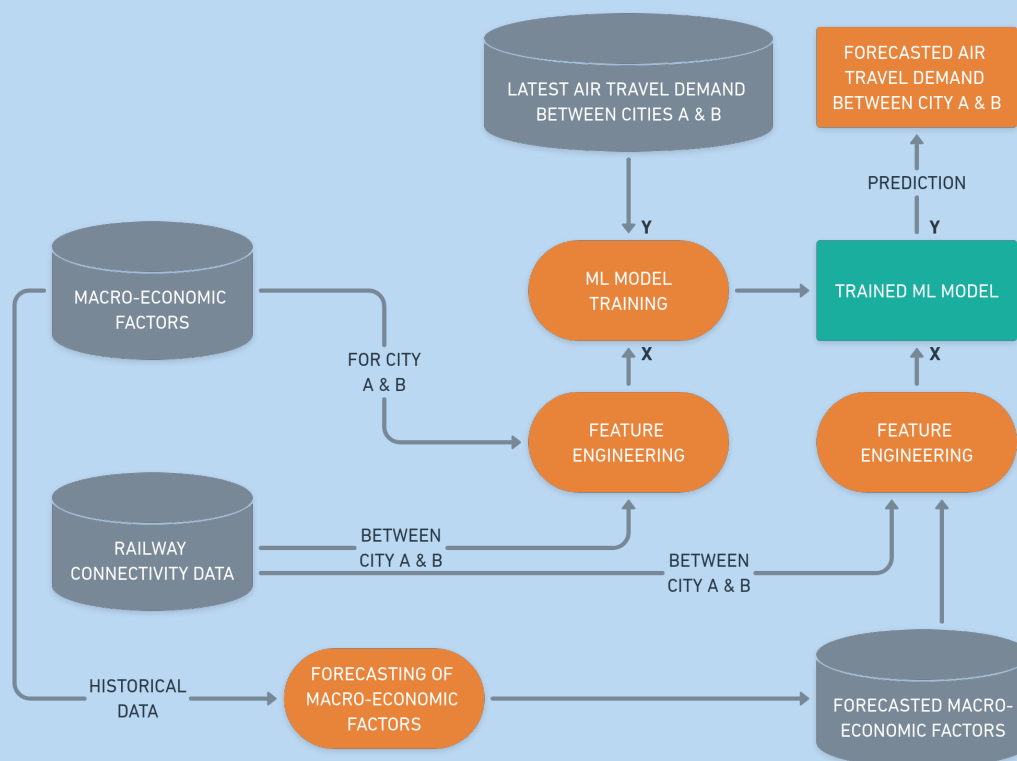 LATEST AIR TRAVEL DEMAND
BETWEEN CITIES A & B
FORECASTED AIR
TRAVEL DEMAND
BETWEEN CITY A & B
PREDICTION
Y
Y
MACRO-ECONOMIC
FACTORS
ML MODEL
TRAINING
TRAINED ML MODEL
X
X
FOR CITY
A & B
FEATURE
ENGINEERING
FEATURE
ENGINEERING
RAILWAY
CONNECTIVITY DATA
BETWEEN
CITY A & B
BETWEEN
CITY A & B
HISTORICAL
DATA
FORECASTING OF
MACRO-ECONOMIC
FACTORS
FORECASTED MACRO-
ECONOMIC FACTORS